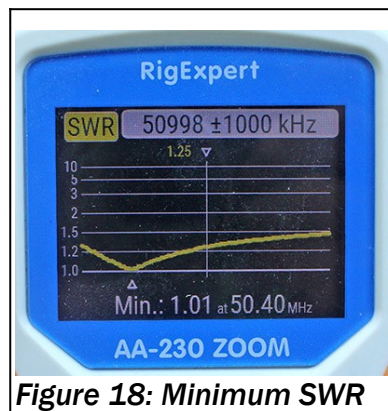 RigExpert
SWR 50998 ±1000 kHz
1.25
10
5
3
2
1.5
1.2
1.0
Min.: 1.01 at 50.40 MHz
AA-230 ZOOM
Figure 18: Minimum SWR